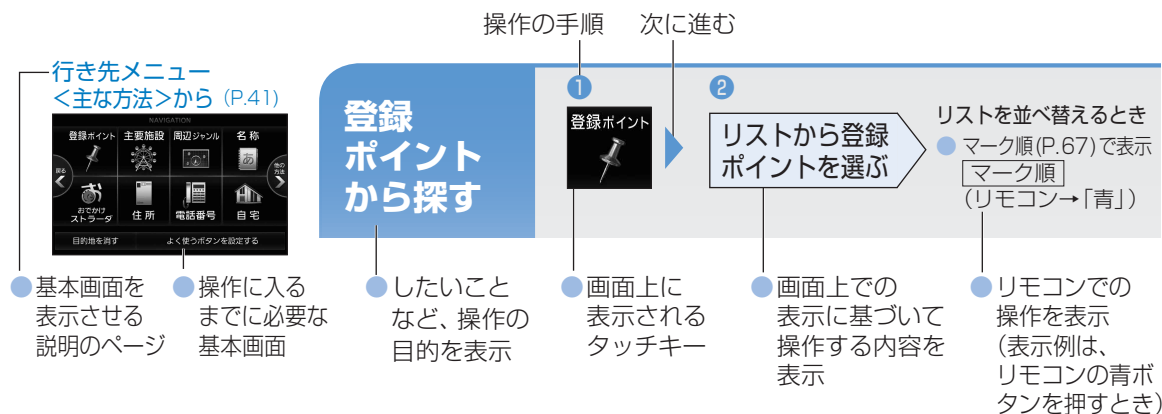 操作の手順
次に進む
行き先メニュー
<主な方法>から (P.41)
NAVIGATION
登録ポイント
主要施設
周辺ジャンル
名 称
戻る
他の方法
おでかけ
ストラーダ
住 所
電話番号
自 宅
目的地を消す
よく使うボタンを設定する
登録
ポイント
から探す
❶
登録ポイント
❷
リストから登録
ポイントを選ぶ
リストを並べ替えるとき
●マーク順(P.67)で表示
マーク順
(リモコン→「青」)
●基本画面を
表示させる
説明のページ
●操作に入る
までに必要な
基本画面
●したいこと
など、操作の
目的を表示
●画面上に
表示される
タッチキー
●画面上での
表示に基づいて
操作する内容を
表示
●リモコンでの
操作を表示
(表示例は、
リモコンの青ボ
タンを押すとき)